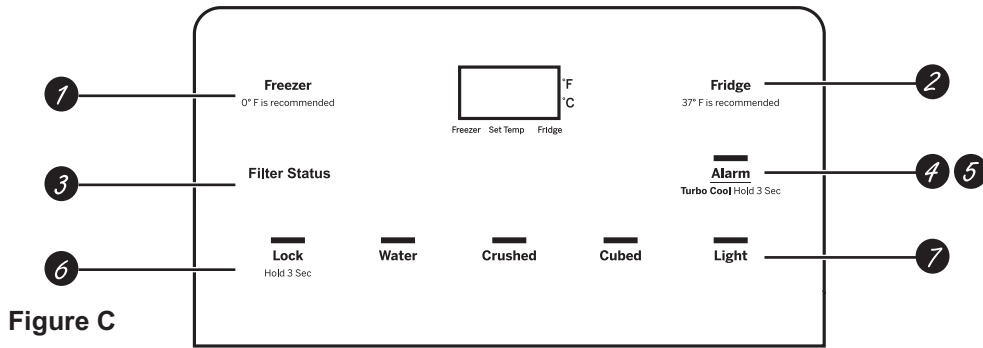 1
Freezer
0° F is recommended
°F
°C
Freezer Set Temp Fridge
Fridge
37° F is recommended
2
3
Filter Status
Alarm
Turbo Cool Hold 3 Sec
4 5
6
Lock
Hold 3 Sec
Water
Crushed
Cubed
Light
7
Figure C